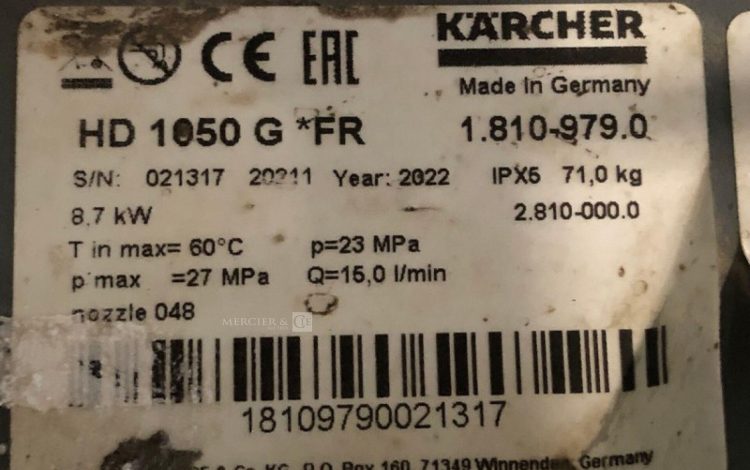 CE EAC
KÄRCHER
Made in Germany
HD 1050 G *FR 1.810-979.0
S/N: 021317 20211 Year: 2022 IPX5 71,0 kg
8.7 kW 2.810-000.0
T in max= 60°C p=23 MPa
p max =27 MPa Q=15,0 l/min
nozzle 048
MERCIER &
18109790021317
& Co. KG, P.O. Box 160, 71349 Winnenden, Germany